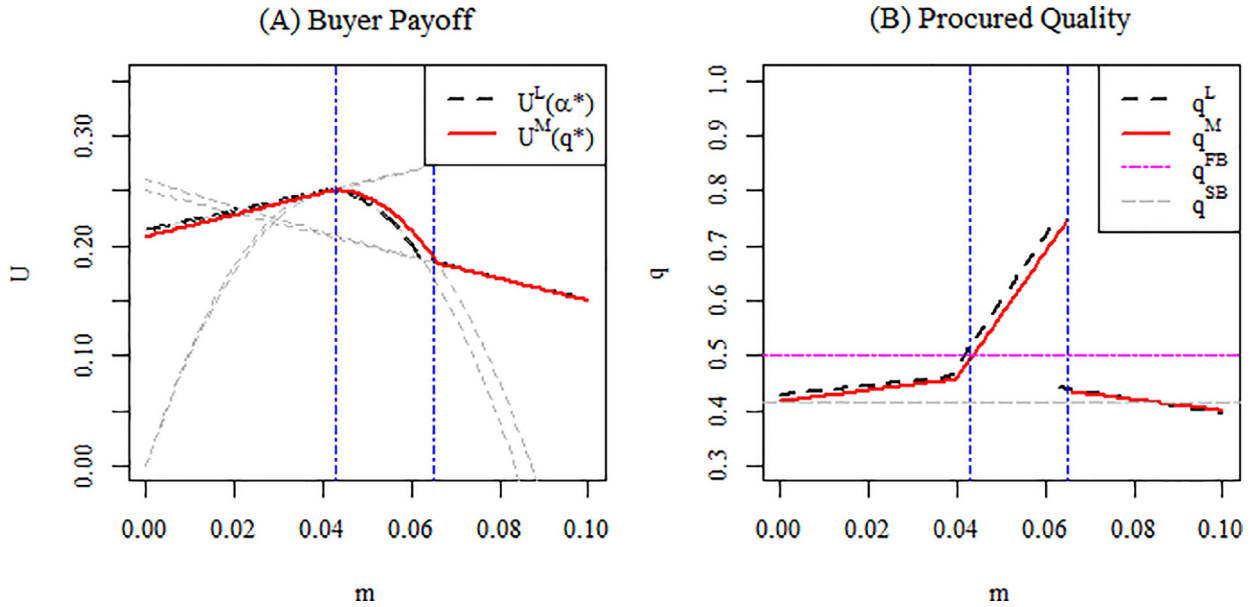 (A) Buyer Payoff
U^L(α*)
U^M(q*)
0.30
0.20
0.10
0.00
U
0.00 0.02 0.04 0.06 0.08 0.10
m
(B) Procured Quality
q^L
q^M
q^FB
q^SB
1.0
0.9
0.8
0.7
0.6
0.5
0.4
0.3
q
0.00 0.02 0.04 0.06 0.08 0.10
m